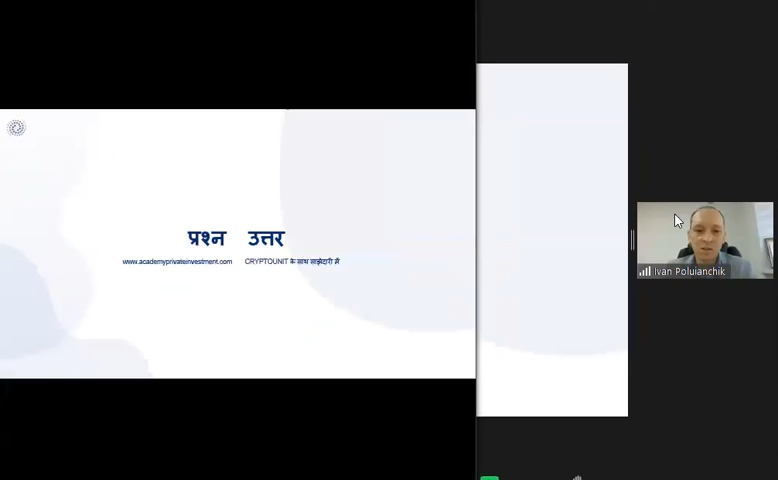 प्रश्न उत्तर
www.academyprivateinvestment.com CRYPTOUNIT के साथ साझेदारी में
Ivan Poluianchik